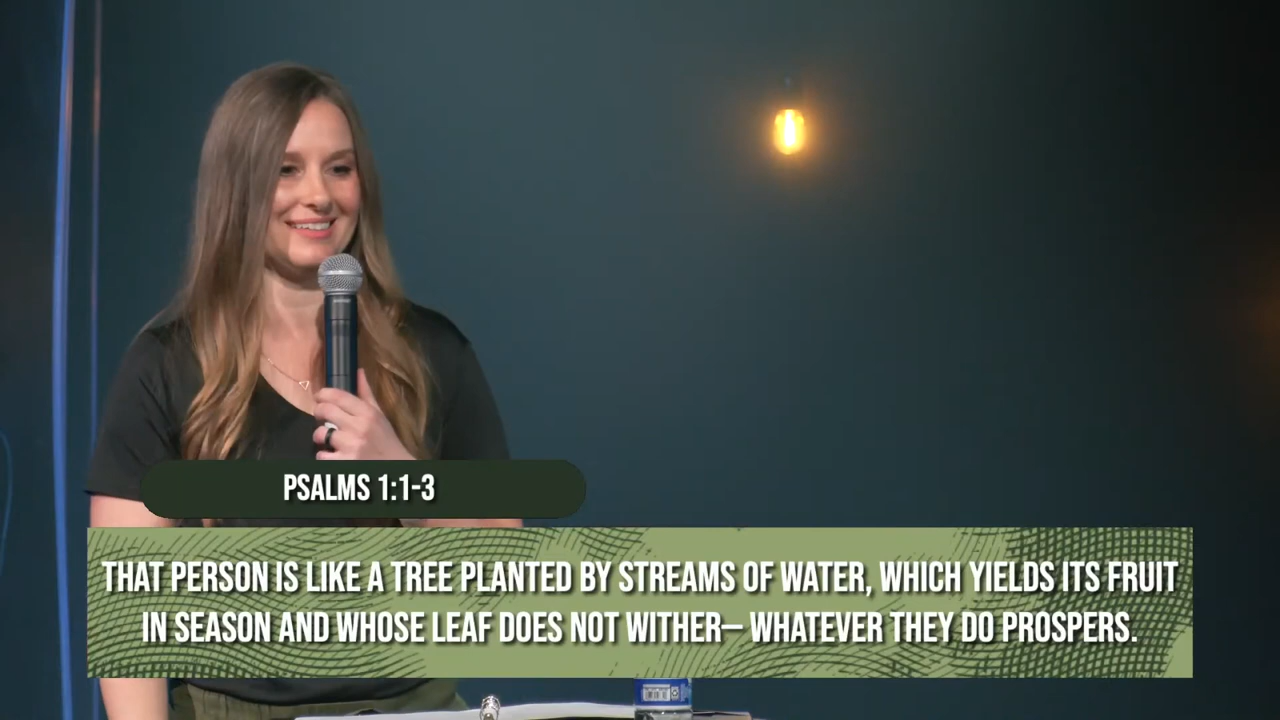 PSALMS 1:1-3
THAT PERSON IS LIKE A TREE PLANTED BY STREAMS OF WATER, WHICH YIELDS ITS FRUIT
IN SEASON AND WHOSE LEAF DOES NOT WITHER— WHATEVER THEY DO PROSPERS.